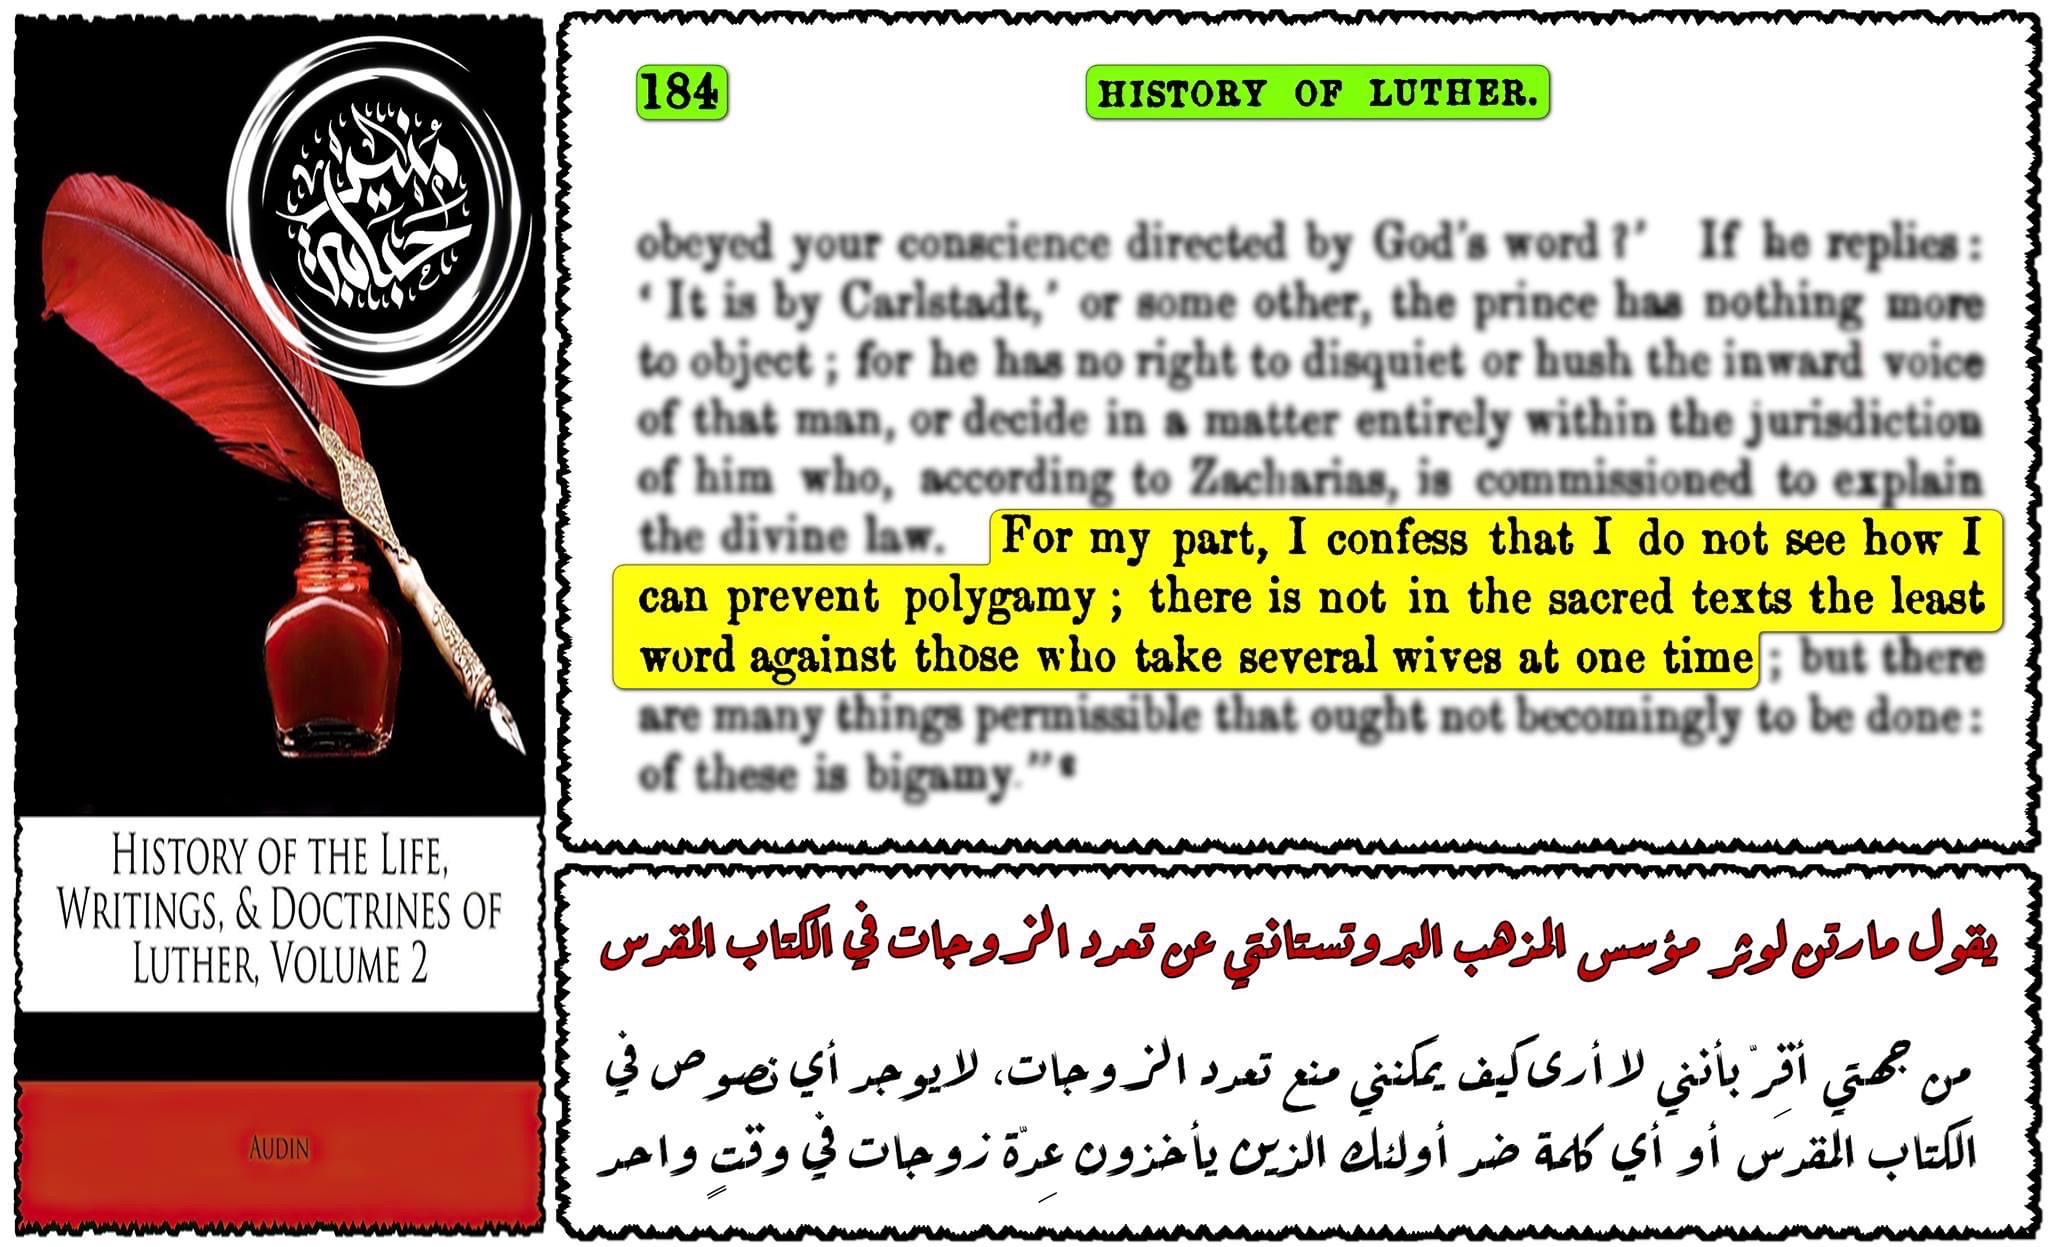 منير
حبايبي
HISTORY OF THE LIFE,
WRITINGS, & DOCTRINES OF
LUTHER, VOLUME 2
AUDIN
184 HISTORY OF LUTHER.
obeyed your conscience directed by God's word?' If he replies:
'It is by Carlstadt,' or some other, the prince has nothing more
to object; for he has no right to disquiet or hush the inward voice
of that man, or decide in a matter entirely within the jurisdiction
of him who, according to Zacharias, is commissioned to explain
the divine law. For my part, I confess that I do not see how I
can prevent polygamy; there is not in the sacred texts the least
word against those who take several wives at one time; but there
are many things permissible that ought not becomingly to be done:
of these is bigamy."
يقول مارتن لوثر مؤسس المذهب البروتستانتي عن تعدد الزوجات في الكتاب المقدس
من جهتي أقِرّ بأنني لا أرى كيف يمكنني منع تعدد الزوجات، لا يوجد أي نصوص في
الكتاب المقدس أو أي كلمة ضد أولئك الذين يأخذون عِدّة زوجات في وقتٍ واحد